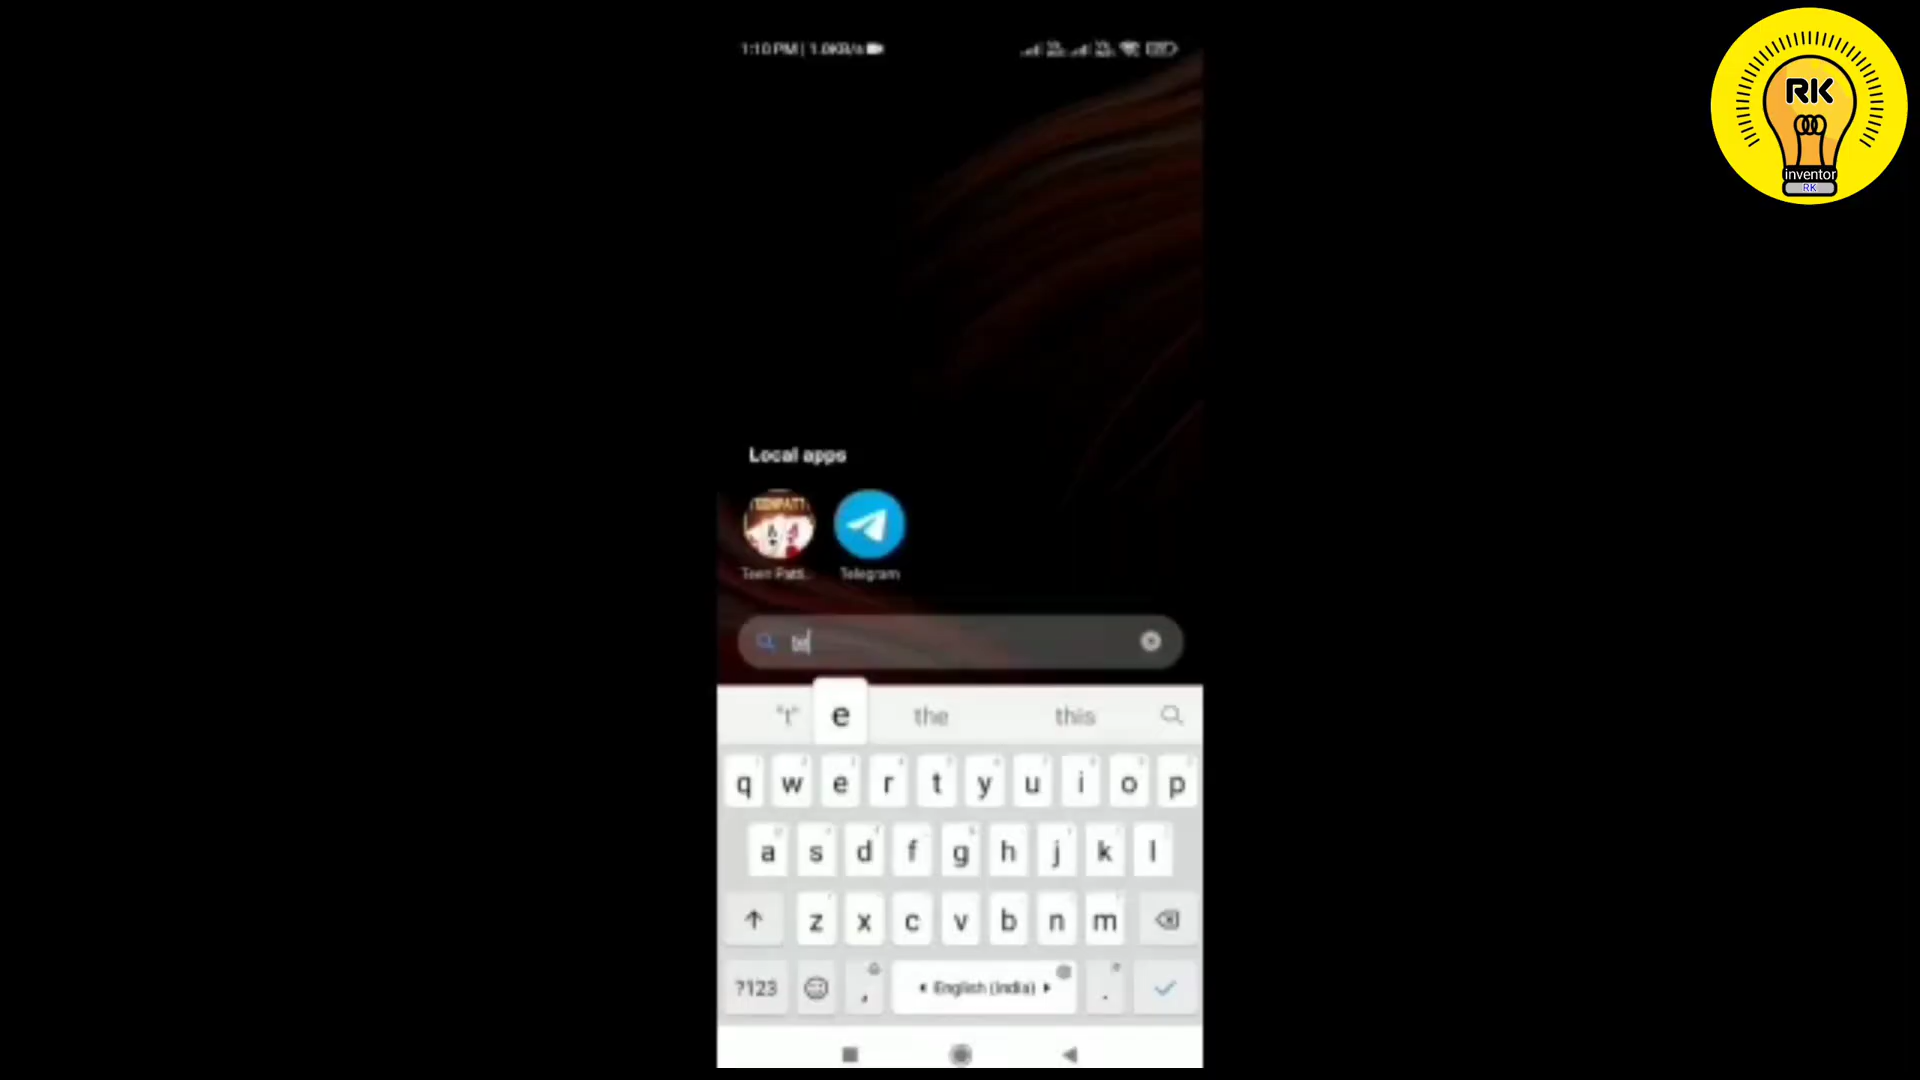 1:10 PM | 1.0KB/s
RK
inventor
RK
Local apps
Teen Patti...
Telegram
te
"t" e the this
q w e r t y u i o p
a s d f g h j k l
z x c v b n m
?123 , English (India) .